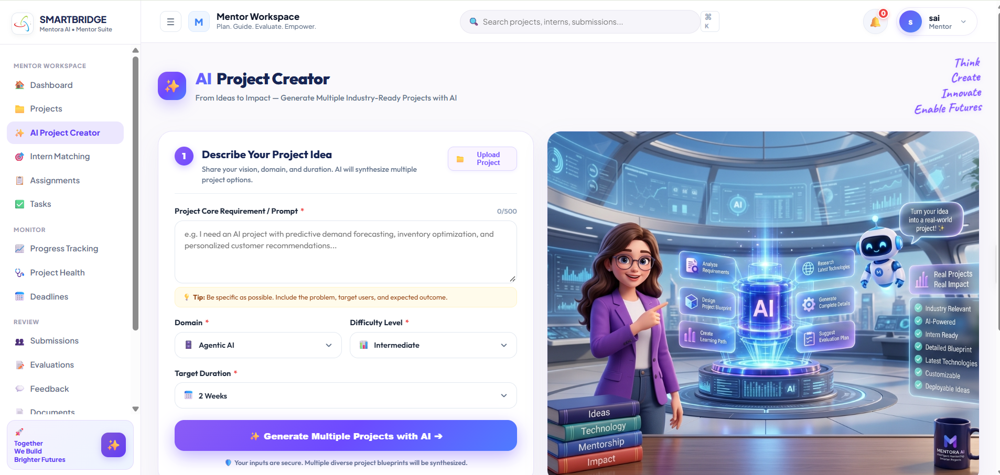 SMARTBRIDGE
Mentora AI • Mentor Suite
MENTOR WORKSPACE
Dashboard
Projects
AI Project Creator
Intern Matching
Assignments
Tasks
MONITOR
Progress Tracking
Project Health
Deadlines
REVIEW
Submissions
Evaluations
Feedback
Documents
Together
We Build
Brighter Futures
M
Mentor Workspace
Plan. Guide. Evaluate. Empower.
Search projects, interns, submissions...
⌘
K
0
s
sai
Mentor
AI Project Creator
From Ideas to Impact — Generate Multiple Industry-Ready Projects with AI
Think
Create
Innovate
Enable Futures
1
Describe Your Project Idea
Share your vision, domain, and duration. AI will synthesize multiple
project options.
Upload
Project
Project Core Requirement / Prompt *
0/500
e.g. I need an AI project with predictive demand forecasting, inventory optimization, and
personalized customer recommendations...
Tip: Be specific as possible. Include the problem, target users, and expected outcome.
Domain *
Agentic AI
Difficulty Level *
Intermediate
Target Duration *
2 Weeks
Generate Multiple Projects with AI ➔
Your inputs are secure. Multiple diverse project blueprints will be synthesized.
AI
AI
Turn your idea
into a real-world
project!
M
Analyze
Requirements
Research
Latest Technologies
Design
Project Blueprint
Generate
Complete Details
Create
Learning Path
Suggest
Evaluation Plan
AI
AI
Real Projects
Real Impact
Industry Relevant
AI-Powered
Intern Ready
Detailed Blueprint
Latest Technologies
Customizable
Deployable Ideas
Ideas
Technology
Mentorship
Impact
MENTORA AI
Intelligent Mentorship
Smarter Projects